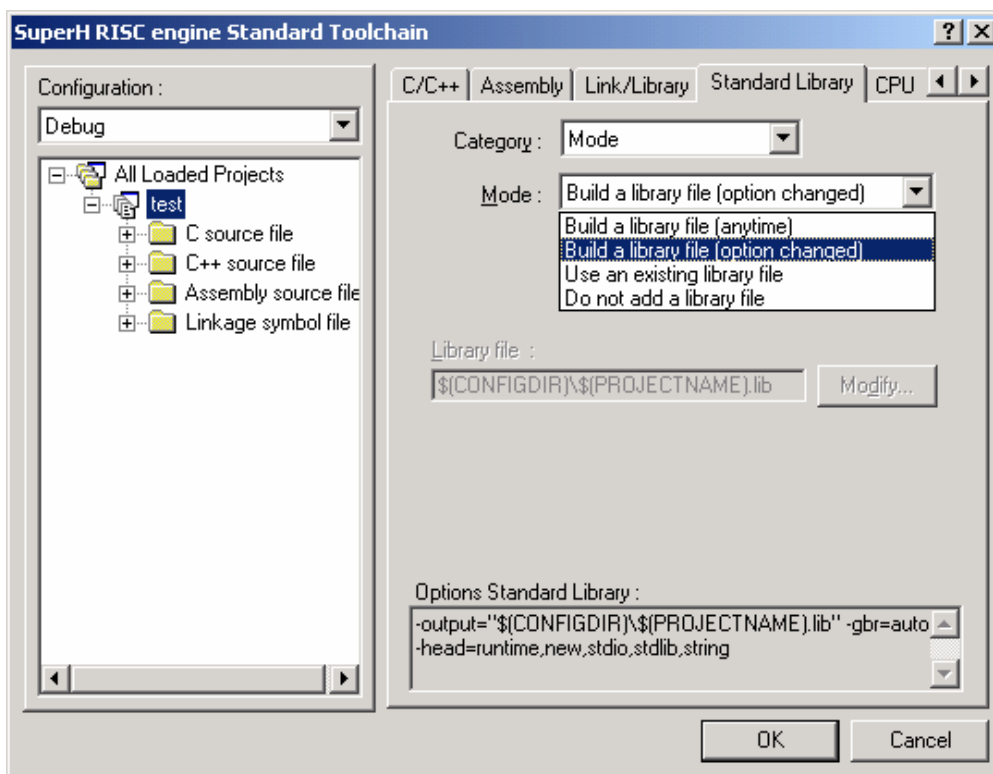 SuperH RISC engine Standard Toolchain
Configuration :
Debug
All Loaded Projects
test
C source file
C++ source file
Assembly source file
Linkage symbol file
C/C++ Assembly Link/Library Standard Library CPU
Category : Mode
Mode : Build a library file (option changed)
Build a library file (anytime)
Build a library file (option changed)
Use an existing library file
Do not add a library file
Library file :
$(CONFIGDIR)\$(PROJECTNAME).lib Modify...
Options Standard Library :
-output="$(CONFIGDIR)\$(PROJECTNAME).lib" -gbr=auto
-head=runtime,new,stdio,stdlib,string
OK Cancel